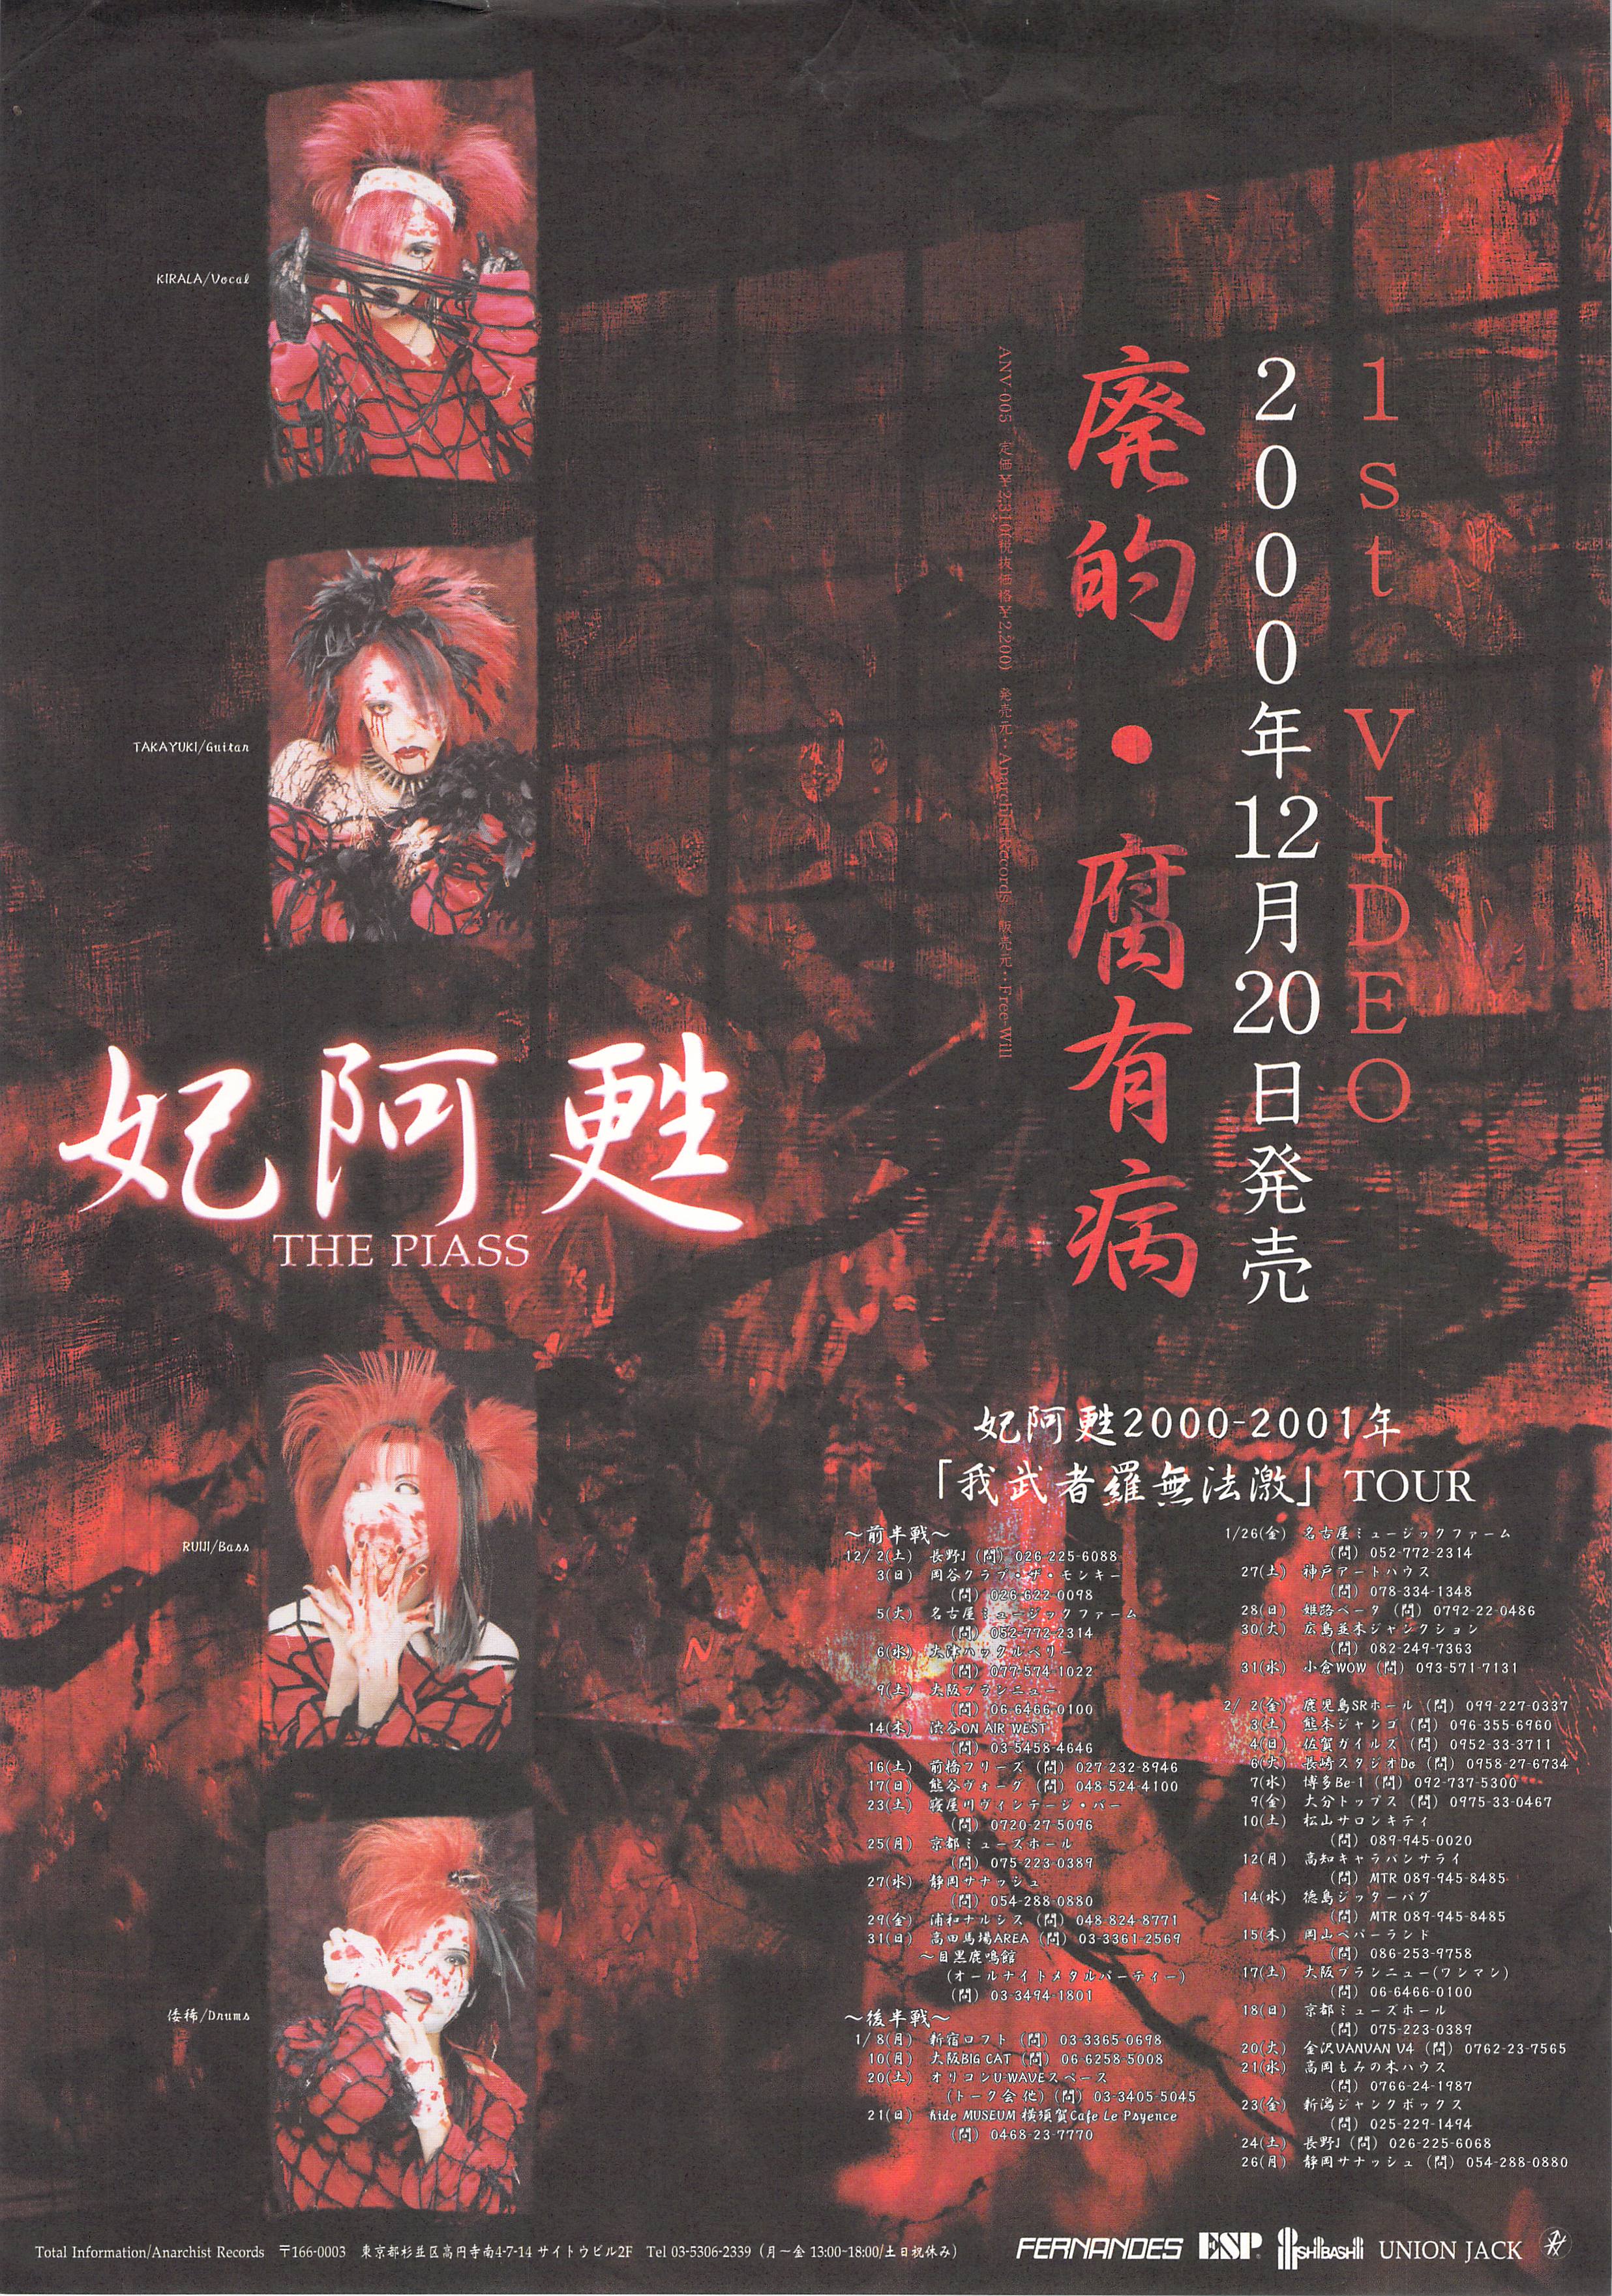 1st VIDEO
2000年12月20日発売
廃的・腐有病
ANV-005 定価¥2310(税抜価格¥2,200) 発売元：Anarchist Records 販売元：Free-Will
KIRALA/Vocal
TAKAYUKI/Guitar
妃阿甦
THE PIASS
RUIJI/Bass
倭稀/Drums
妃阿甦2000-2001年
「我武者羅無法激」TOUR
～前半戦～
12/ 2(土) 長野J (問) 026-225-6088
3(日) 岡谷クラブ・ザ・モンキー
(問) 026-622-0098
5(火) 名古屋ミュージックファーム
(問) 052-772-2314
6(水) 大津ハックルベリー
(問) 077-574-1022
9(土) 大阪ブランニュー
(問) 06-6466-0100
14(木) 渋谷ON AIR WEST
(問) 03-5458-4646
16(土) 前橋フリーズ (問) 027-232-8946
17(日) 熊谷ヴォーグ (問) 048-524-4100
23(土) 寝屋川ヴィンテージ・バー
(問) 0720-27-5096
25(月) 京都ミューズホール
(問) 075-223-0389
27(水) 静岡サナッシュ
(問) 054-288-0880
29(金) 浦和ナルシス (問) 048-824-8771
31(日) 高田馬場AREA (問) 03-3361-2569
～目黒鹿鳴館
(オールナイトメタルパーティー)
(問) 03-3494-1801
～後半戦～
1/ 8(月) 新宿ロフト (問) 03-3365-0698
10(月) 大阪BIG CAT (問) 06-6258-5008
20(土) オリコンU-WAVEスペース
(トーク会 他) (問) 03-3405-5045
21(日) hide MUSEUM 横須賀Cafe Le Psyence
(問) 0468-23-7770
1/26(金) 名古屋ミュージックファーム
(問) 052-772-2314
27(土) 神戸アートハウス
(問) 078-334-1348
28(日) 姫路ベータ (問) 0792-22-0486
30(火) 広島並木ジャンクション
(問) 082-249-7363
31(水) 小倉WOW (問) 093-571-7131
2/ 2(金) 鹿児島SRホール (問) 099-227-0337
3(土) 熊本ジャンゴ (問) 096-355-6960
4(日) 佐賀ガイルズ (問) 0952-33-3711
6(火) 長崎スタジオDo (問) 0958-27-6734
7(水) 博多Be-1 (問) 092-737-5300
9(金) 大分トップス (問) 0975-33-0467
10(土) 松山サロンキティ
(問) 089-945-0020
12(月) 高知キャラバンサライ
(問) MTR 089-945-8485
14(水) 徳島ジッターバグ
(問) MTR 089-945-8485
15(木) 岡山ペパーランド
(問) 086-253-9758
17(土) 大阪ブランニュー(ワンマン)
(問) 06-6466-0100
18(日) 京都ミューズホール
(問) 075-223-0389
20(火) 金沢VANVAN V4 (問) 0762-23-7565
21(水) 高岡もみの木ハウス
(問) 0766-24-1987
23(金) 新潟ジャンクボックス
(問) 025-229-1494
24(土) 長野J (問) 026-225-6068
26(月) 静岡サナッシュ (問) 054-288-0880
Total Information/Anarchist Records 〒166-0003 東京都杉並区高円寺南4-7-14 サイトウビル2F Tel 03-5306-2339 (月～金 13:00~18:00/土日祝休み)
FERNANDES ESP ISHIBASHI UNION JACK